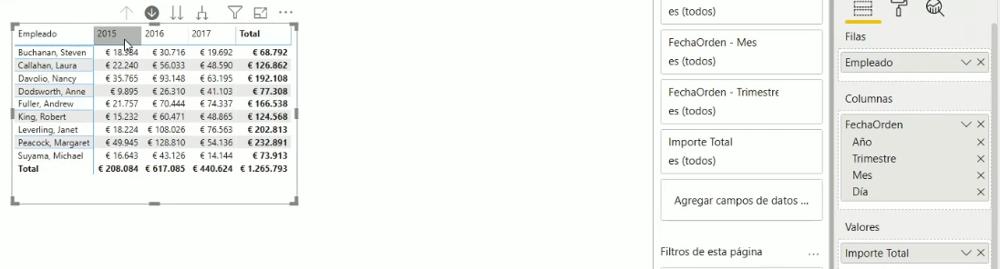 Empleado 2015 2016 2017 Total
Buchanan, Steven € 18.384 € 30.716 € 19.692 € 68.792
Callahan, Laura € 22.240 € 56.033 € 48.590 € 126.862
Davolio, Nancy € 35.765 € 93.148 € 63.195 € 192.108
Dodsworth, Anne € 9.895 € 26.310 € 41.103 € 77.308
Fuller, Andrew € 21.757 € 70.444 € 74.337 € 166.538
King, Robert € 15.232 € 60.471 € 48.865 € 124.568
Leverling, Janet € 18.224 € 108.026 € 76.563 € 202.813
Peacock, Margaret € 49.945 € 128.810 € 54.136 € 232.891
Suyama, Michael € 16.643 € 43.126 € 14.144 € 73.913
Total € 208.084 € 617.085 € 440.624 € 1.265.793
es (todos)
FechaOrden - Mes
es (todos)
FechaOrden - Trimestre
es (todos)
Importe Total
es (todos)
Agregar campos de datos ...
Filtros de esta página ...
Filas
Empleado
Columnas
FechaOrden
Año
Trimestre
Mes
Día
Valores
Importe Total